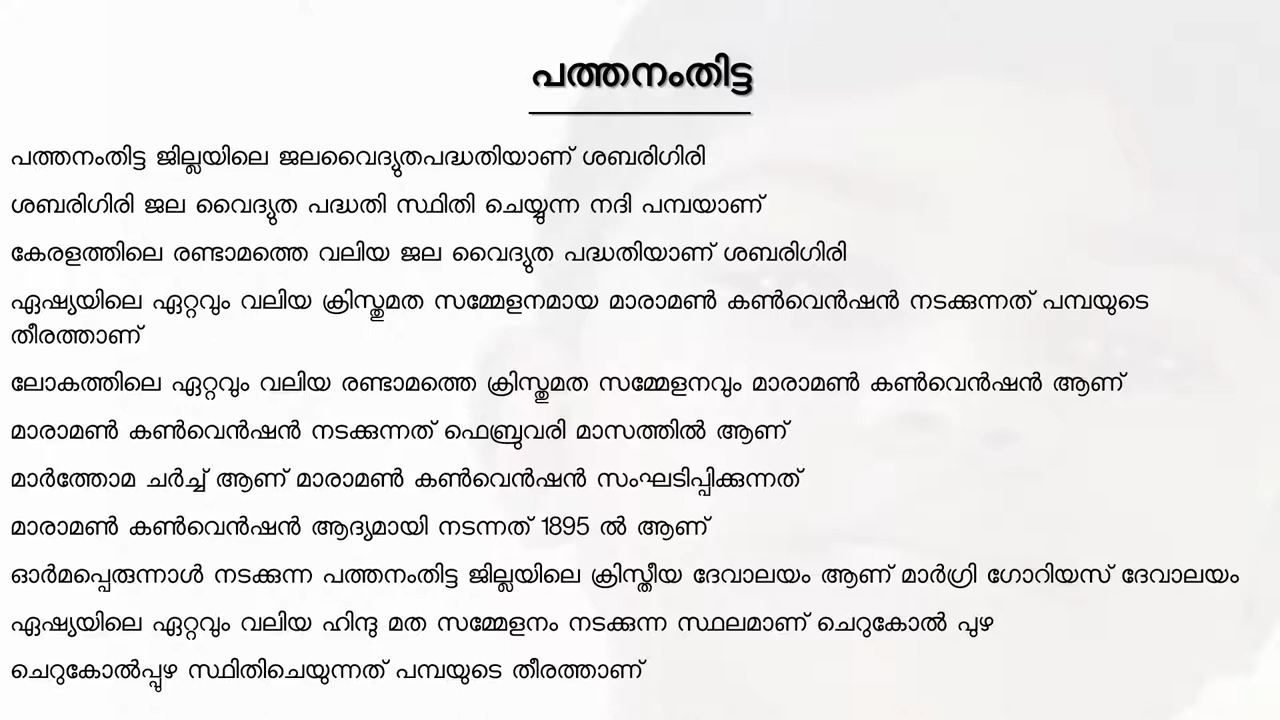 പത്തനംതിട്ട
പത്തനംതിട്ട ജില്ലയിലെ ജലവൈദ്യുതപദ്ധതിയാണ് ശബരിഗിരി
ശബരിഗിരി ജല വൈദ്യുത പദ്ധതി സ്ഥിതി ചെയ്യുന്ന നദി പമ്പയാണ്
കേരളത്തിലെ രണ്ടാമത്തെ വലിയ ജല വൈദ്യുത പദ്ധതിയാണ് ശബരിഗിരി
ഏഷ്യയിലെ ഏറ്റവും വലിയ ക്രിസ്തുമത സമ്മേളനമായ മാരാമൺ കൺവെൻഷൻ നടക്കുന്നത് പമ്പയുടെ
തീരത്താണ്
ലോകത്തിലെ ഏറ്റവും വലിയ രണ്ടാമത്തെ ക്രിസ്തുമത സമ്മേളനവും മാരാമൺ കൺവെൻഷൻ ആണ്
മാരാമൺ കൺവെൻഷൻ നടക്കുന്നത് ഫെബ്രുവരി മാസത്തിൽ ആണ്
മാർത്തോമ ചർച്ച് ആണ് മാരാമൺ കൺവെൻഷൻ സംഘടിപ്പിക്കുന്നത്
മാരാമൺ കൺവെൻഷൻ ആദ്യമായി നടന്നത് 1895 ൽ ആണ്
ഓർമപ്പെരുന്നാൾ നടക്കുന്ന പത്തനംതിട്ട ജില്ലയിലെ ക്രിസ്തീയ ദേവാലയം ആണ് മാർഗ്രി ഗോറിയസ് ദേവാലയം
ഏഷ്യയിലെ ഏറ്റവും വലിയ ഹിന്ദു മത സമ്മേളനം നടക്കുന്ന സ്ഥലമാണ് ചെറുകോൽ പുഴ
ചെറുകോൽപ്പുഴ സ്ഥിതിചെയുന്നത് പമ്പയുടെ തീരത്താണ്